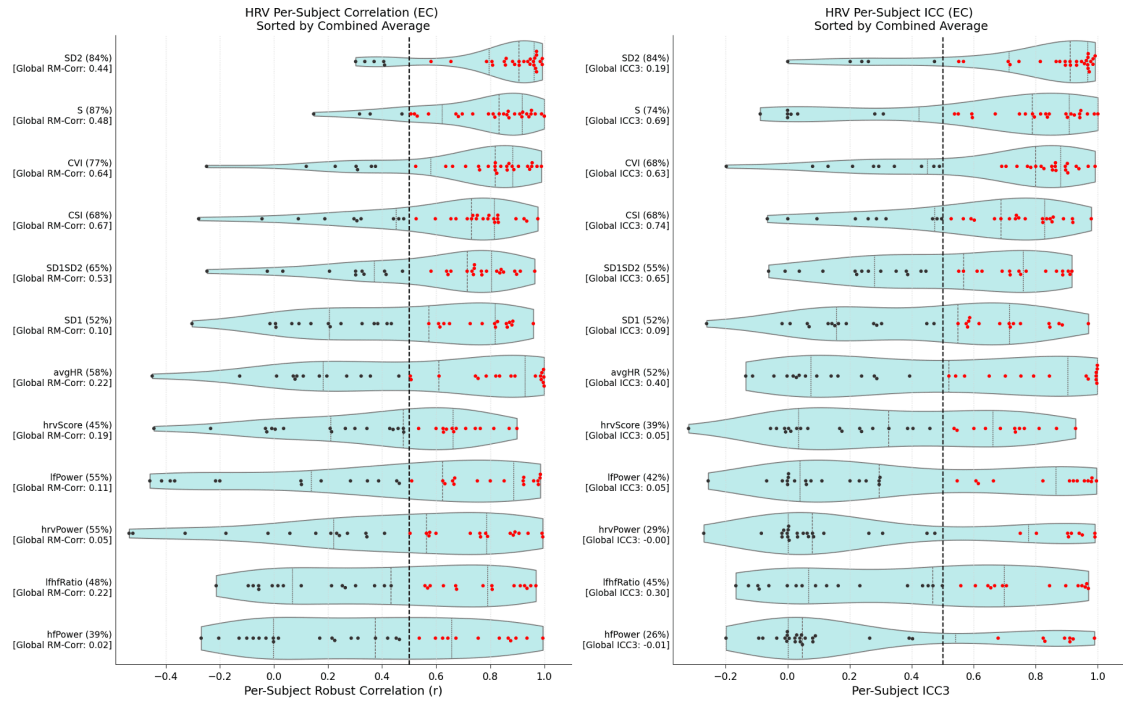 HRV Per-Subject Correlation (EC)
Sorted by Combined Average
SD2 (84%)
[Global RM-Corr: 0.44]
S (87%)
[Global RM-Corr: 0.48]
CVI (77%)
[Global RM-Corr: 0.64]
CSI (68%)
[Global RM-Corr: 0.67]
SD1SD2 (65%)
[Global RM-Corr: 0.53]
SD1 (52%)
[Global RM-Corr: 0.10]
avgHR (58%)
[Global RM-Corr: 0.22]
hrvScore (45%)
[Global RM-Corr: 0.19]
lfPower (55%)
[Global RM-Corr: 0.11]
hrvPower (55%)
[Global RM-Corr: 0.05]
lfhfRatio (48%)
[Global RM-Corr: 0.22]
hfPower (39%)
[Global RM-Corr: 0.02]
−0.4 −0.2 0.0 0.2 0.4 0.6 0.8 1.0
Per-Subject Robust Correlation (r)
HRV Per-Subject ICC (EC)
Sorted by Combined Average
SD2 (84%)
[Global ICC3: 0.19]
S (74%)
[Global ICC3: 0.69]
CVI (68%)
[Global ICC3: 0.63]
CSI (68%)
[Global ICC3: 0.74]
SD1SD2 (55%)
[Global ICC3: 0.65]
SD1 (52%)
[Global ICC3: 0.09]
avgHR (52%)
[Global ICC3: 0.40]
hrvScore (39%)
[Global ICC3: 0.05]
lfPower (42%)
[Global ICC3: 0.05]
hrvPower (29%)
[Global ICC3: -0.00]
lfhfRatio (45%)
[Global ICC3: 0.30]
hfPower (26%)
[Global ICC3: -0.01]
−0.2 0.0 0.2 0.4 0.6 0.8 1.0
Per-Subject ICC3